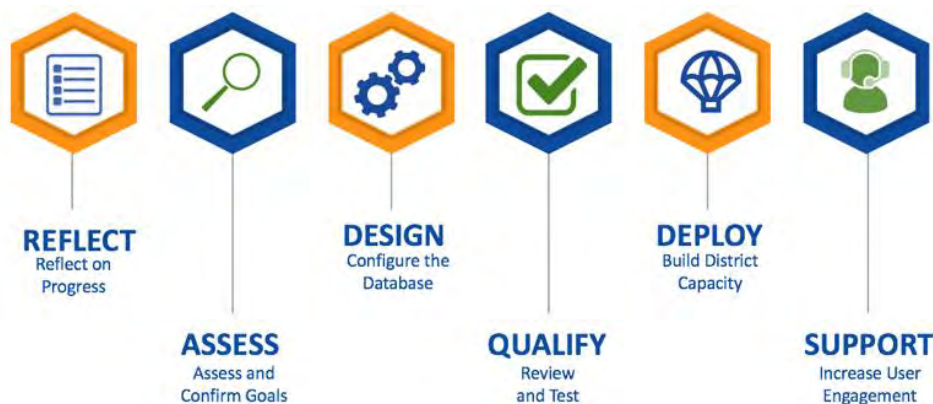 REFLECT
Reflect on
Progress
ASSESS
Assess and
Confirm Goals
DESIGN
Configure the
Database
QUALIFY
Review
and Test
DEPLOY
Build District
Capacity
SUPPORT
Increase User
Engagement